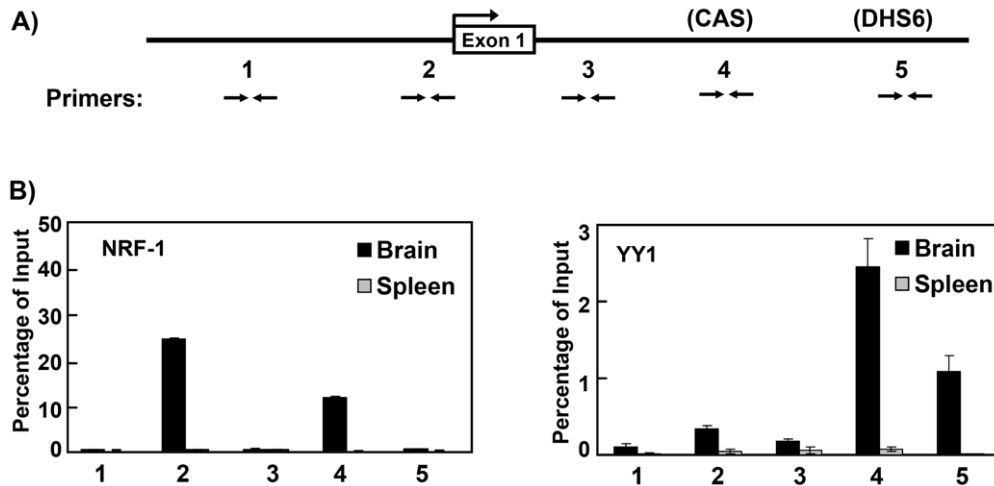 A)
(CAS) (DHS6)
Exon 1
1 2 3 4 5
Primers:
B)
NRF-1
Brain
Spleen
Percentage of Input
50
40
30
20
10
0
1 2 3 4 5
YY1
Brain
Spleen
Percentage of Input
3
2
1
0
1 2 3 4 5